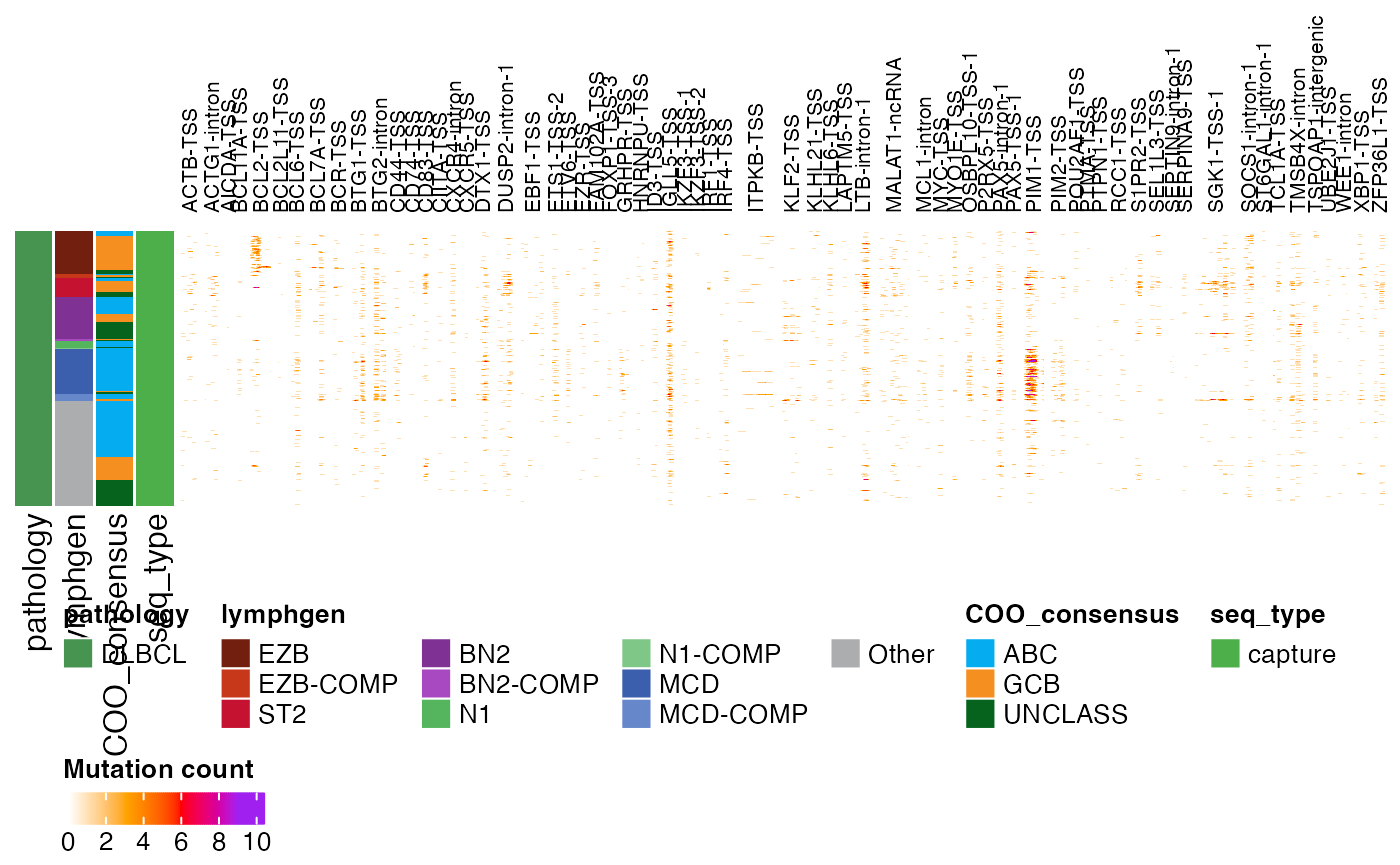 ACTB-TSS
ACTG1-intron
AICDA-TSS
BCL11A-TSS
BCL2-TSS
BCL2L11-TSS
BCL6-TSS
BCL7A-TSS
BCR-TSS
BTG1-TSS
BTG2-intron
CD44-TSS
CD74-TSS
CD83-TSS
CIITA-TSS
CXCR4-intron
CXCR5-TSS
DTX1-TSS
DUSP2-intron-1
EBF1-TSS
ETS1-TSS-2
ETV6-TSS
EZR-TSS
FAM102A-TSS
FOXP1-TSS-3
GRHPR-TSS
HNRNPU-TSS
ID3-TSS
IGLL5-TSS
IKZF3-TSS-1
IKZF3-TSS-2
IRF1-TSS
IRF4-TSS
ITPKB-TSS
KLF2-TSS
KLHL21-TSS
KLHL6-TSS
LAPTM5-TSS
LTB-intron-1
MALAT1-ncRNA
MCL1-intron
MYC-TSS
MYO1E-TSS
OSBPL10-TSS-1
P2RX5-TSS
PAX5-intron-1
PAX5-TSS-1
PIM1-TSS
PIM2-TSS
POU2AF1-TSS
PTMA-TSS
PTPN1-TSS
RCC1-TSS
S1PR2-TSS
SEL1L3-TSS
SEPTIN9-intron-1
SERPINA9-TSS
SGK1-TSS-1
SOCS1-intron-1
ST6GAL1-intron-1
TCL1A-TSS
TMSB4X-intron
TSPOAP1-intergenic
UBE2J1-TSS
WEE1-intron
XBP1-TSS
ZFP36L1-TSS
pathology
lymphgen
COO_consensus
seq_type
pathology
DLBCL
lymphgen
EZB
EZB-COMP
ST2
BN2
BN2-COMP
N1
N1-COMP
MCD
MCD-COMP
Other
COO_consensus
ABC
GCB
UNCLASS
seq_type
capture
Mutation count
0 2 4 6 8 10